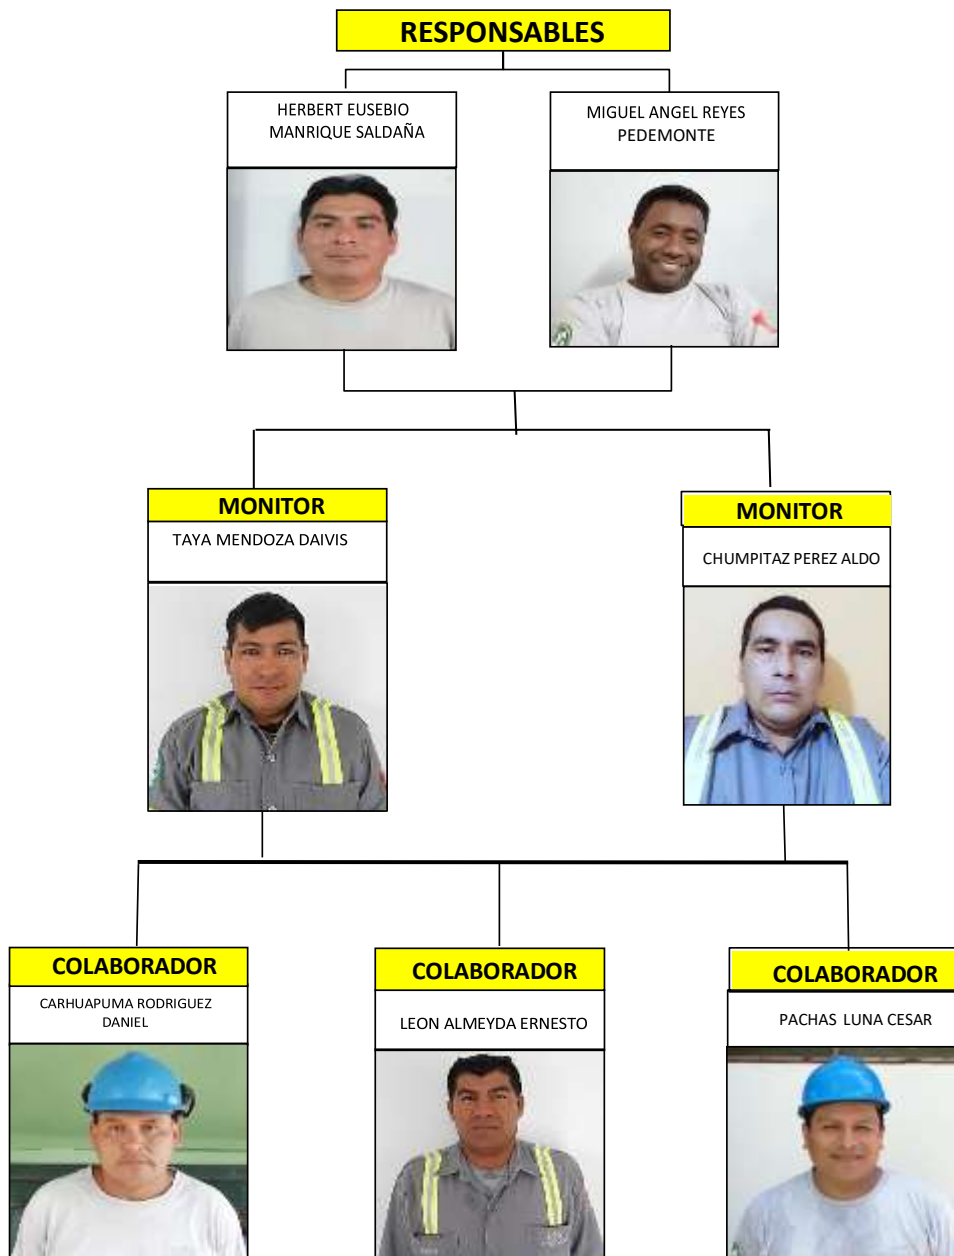 RESPONSABLES
HERBERT EUSEBIO
MANRIQUE SALDAÑA
MIGUEL ANGEL REYES
PEDEMONTE
MONITOR
TAYA MENDOZA DAIVIS
MONITOR
CHUMPITAZ PEREZ ALDO
COLABORADOR
CARHUAPUMA RODRIGUEZ
DANIEL
COLABORADOR
LEON ALMEYDA ERNESTO
COLABORADOR
PACHAS LUNA CESAR